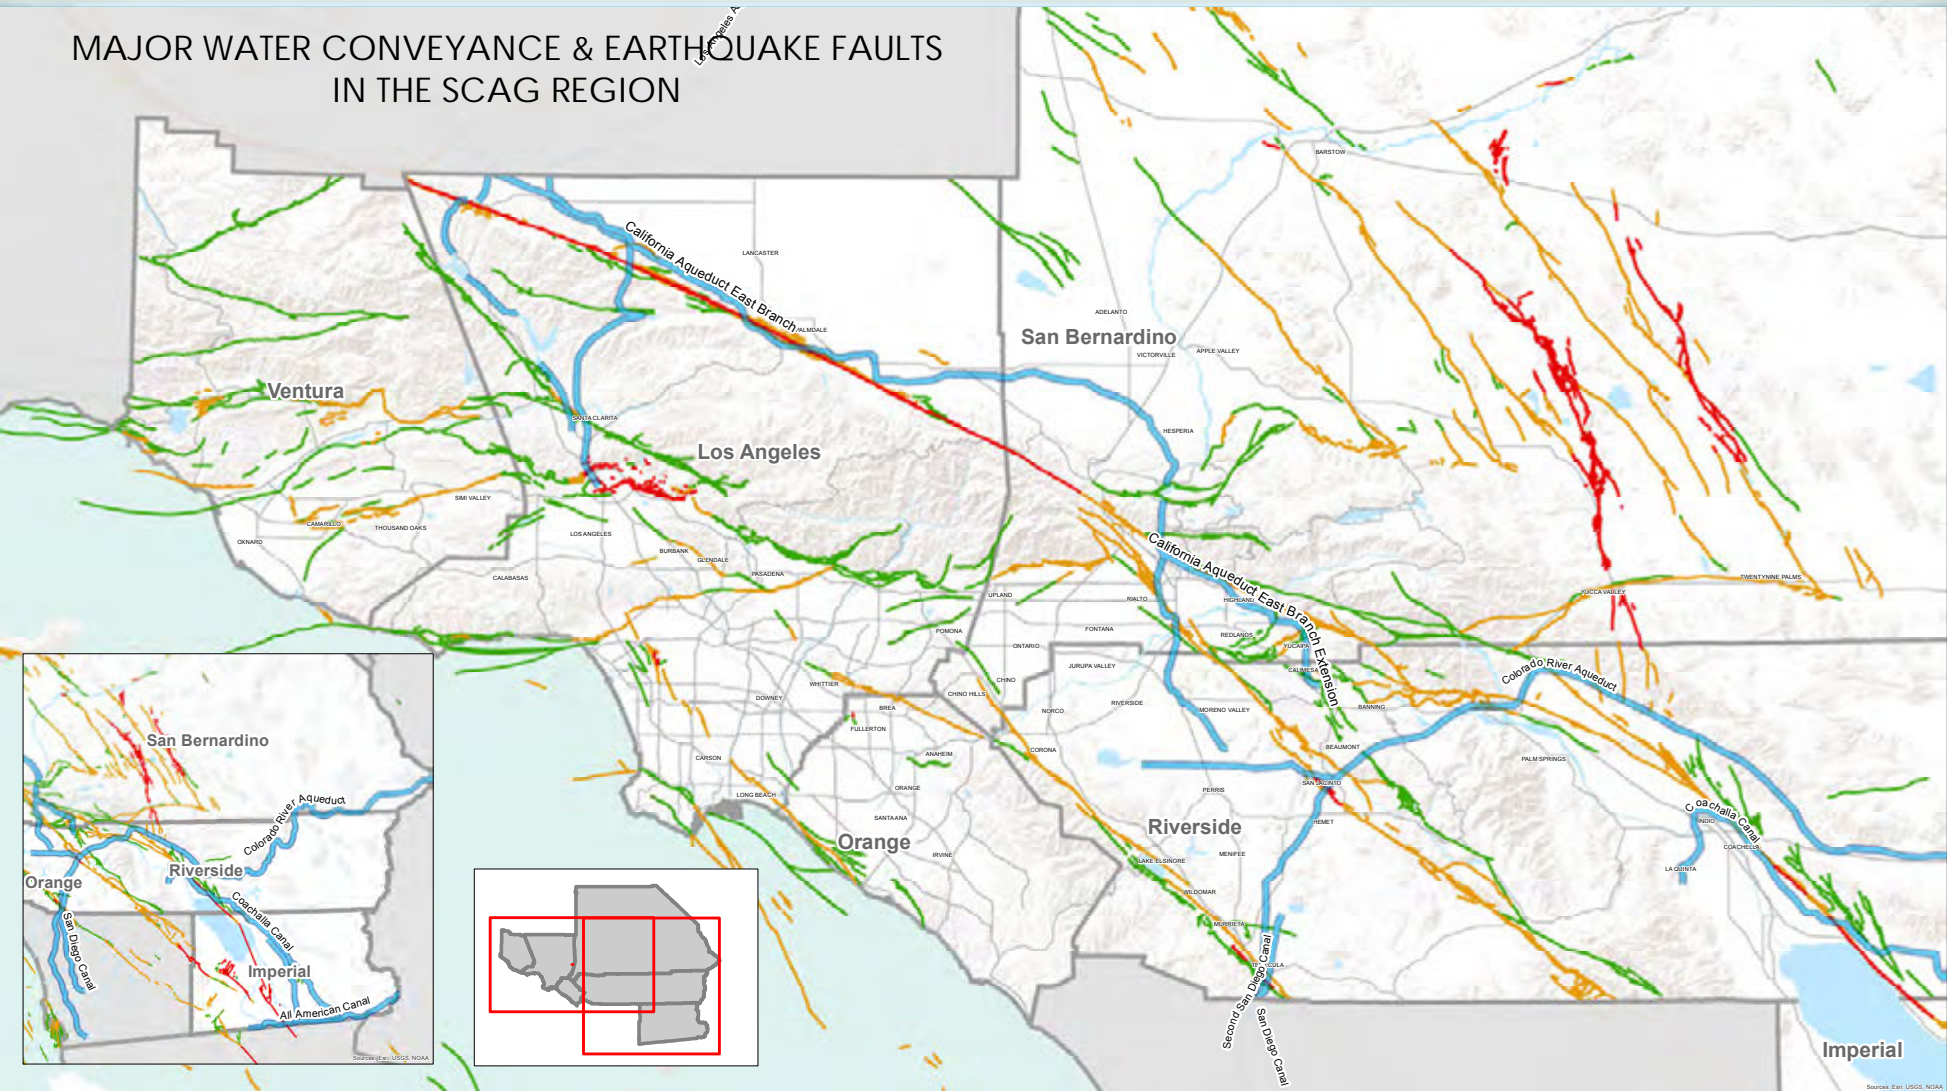 MAJOR WATER CONVEYANCE & EARTHQUAKE FAULTS
IN THE SCAG REGION
BARSTOW
California Aqueduct East Branch
LANCASTER
PALMDALE
ADELANTO
San Bernardino
VICTORVILLE
APPLE VALLEY
Ventura
SANTA CLARITA
HESPERIA
Los Angeles
SIMI VALLEY
CAMARILLO
THOUSAND OAKS
OXNARD
LOS ANGELES
BURBANK
GLENDALE
PASADENA
CALABASAS
California Aqueduct East Branch Extension
TWENTYNINE PALMS
YUCCA VALLEY
UPLAND
RIALTO
HIGHLAND
FONTANA
POMONA
REDLANDS
ONTARIO
YUCAIPA
JURUPA VALLEY
CALIMESA
Colorado River Aqueduct
WHITTIER
CHINO
CHINO HILLS
DOWNEY
BREA
NORCO
RIVERSIDE
MORENO VALLEY
BANNING
FULLERTON
ANAHEIM
CORONA
BEAUMONT
CARSON
PALM SPRINGS
SAN JACINTO
ORANGE
PERRIS
LONG BEACH
SANTA ANA
HEMET
Coachalla Canal
INDIO
Riverside
Orange
IRVINE
MENIFEE
LAKE ELSINORE
COACHELLA
LA QUINTA
WILDOMAR
MURRIETA
Second San Diego Canal
San Diego Canal
Imperial
Sources: Esri, USGS, NOAA
San Bernardino
Colorado River Aqueduct
Riverside
Orange
Coachalla Canal
San Diego Canal
Imperial
All American Canal
Sources: Esri, USGS, NOAA